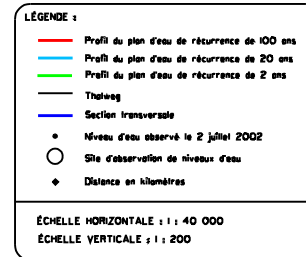 LÉGENDE :
Profil du plan d'eau de récurrence de 100 ans
Profil du plan d'eau de récurrence de 20 ans
Profil du plan d'eau de récurrence de 2 ans
Thalweg
Section transversale
Niveau d'eau observé le 2 juillet 2002
Site d'observation de niveaux d'eau
Distance en kilomètres
ÉCHELLE HORIZONTALE : 1 : 40 000
ÉCHELLE VERTICALE : 1 : 200